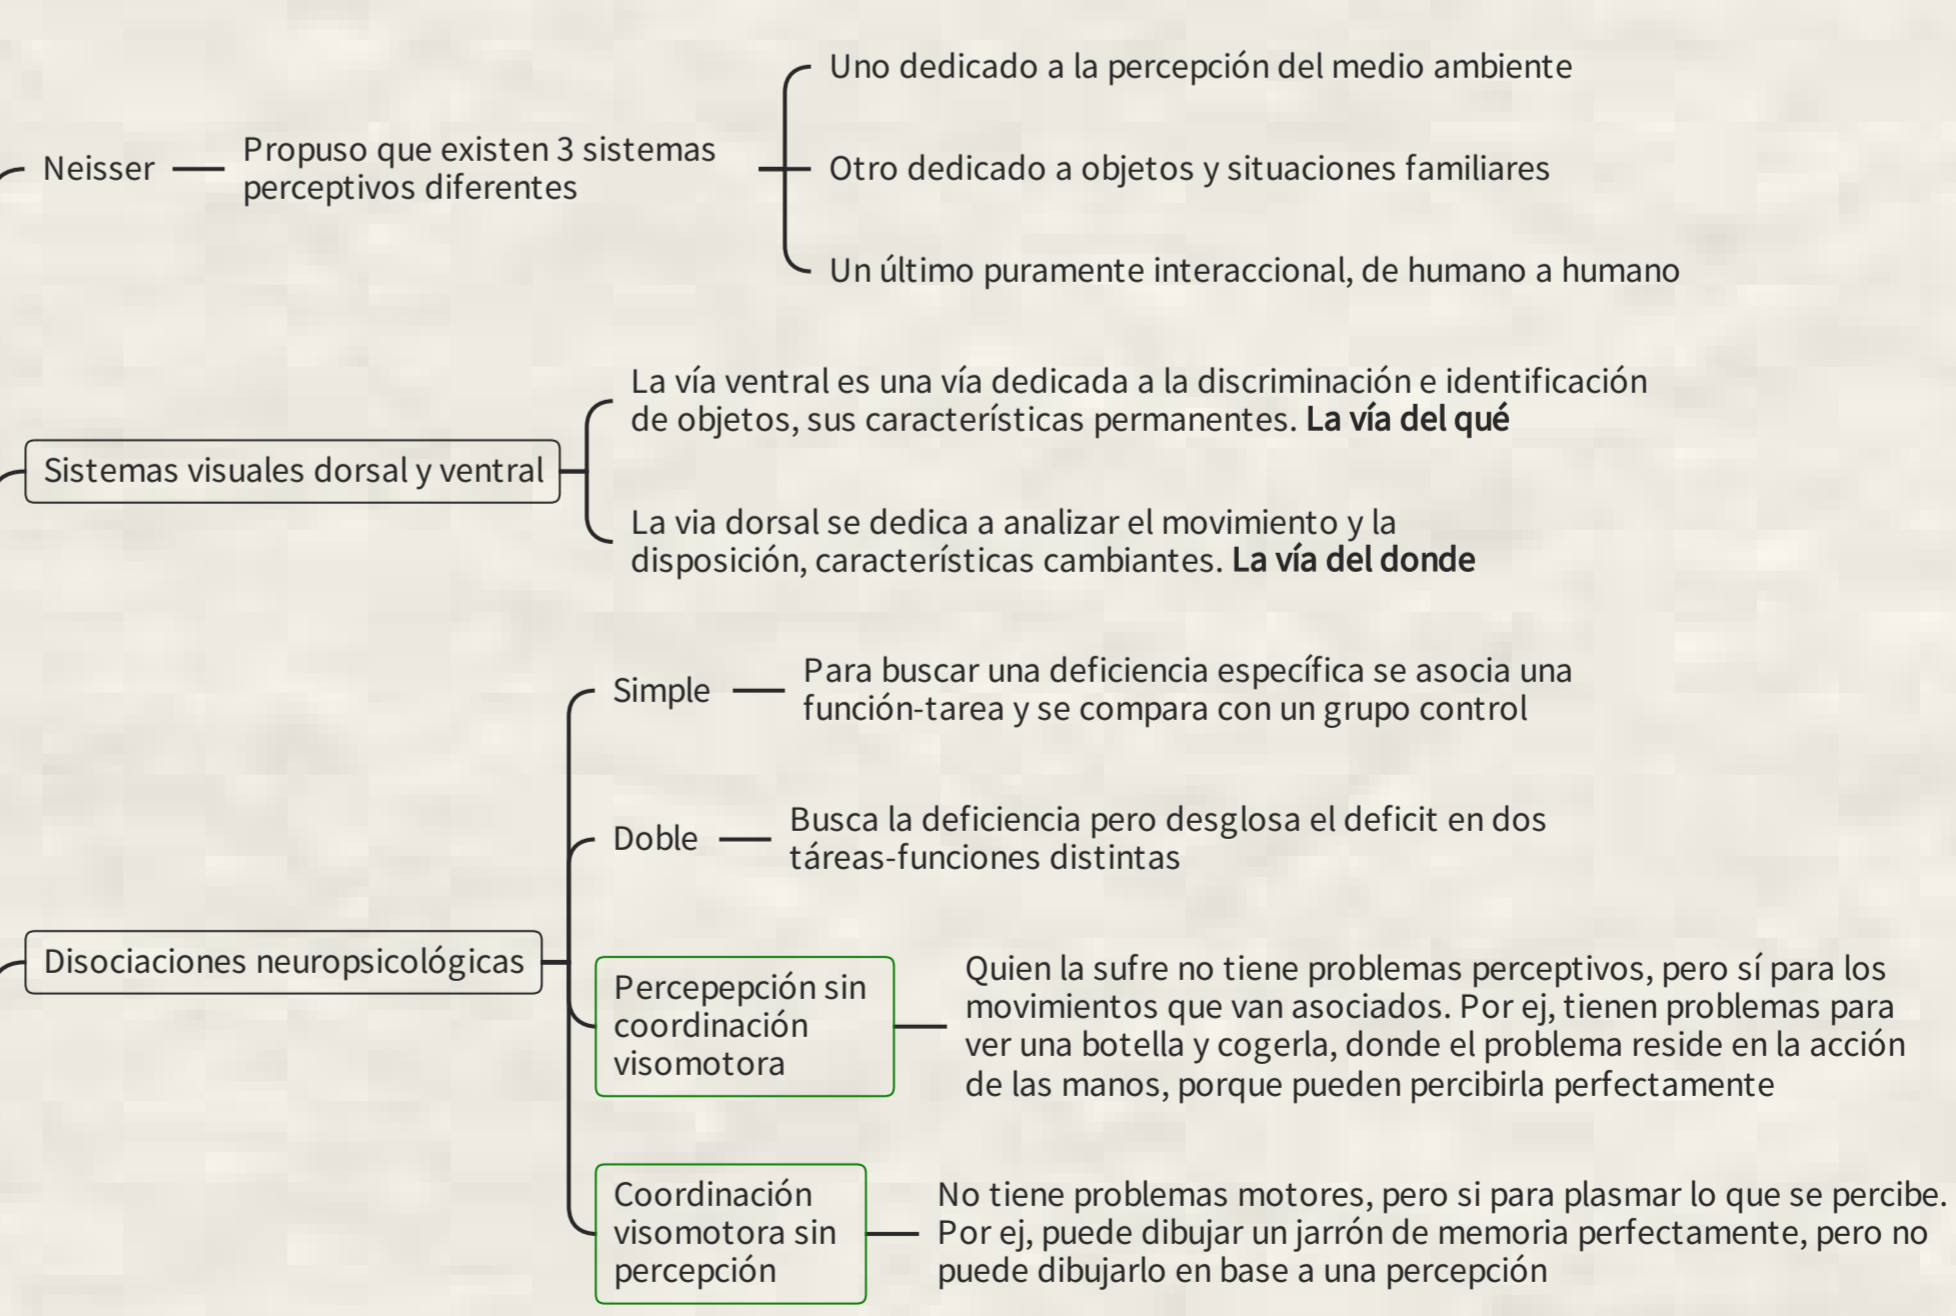 Neisser
Propuso que existen 3 sistemas
perceptivos diferentes
Uno dedicado a la percepción del medio ambiente
Otro dedicado a objetos y situaciones familiares
Un último puramente interaccional, de humano a humano
Sistemas visuales dorsal y ventral
La vía ventral es una vía dedicada a la discriminación e identificación
de objetos, sus características permanentes. La vía del qué
La via dorsal se dedica a analizar el movimiento y la
disposición, características cambiantes. La vía del donde
Disociaciones neuropsicológicas
Simple
Para buscar una deficiencia específica se asocia una
función-tarea y se compara con un grupo control
Doble
Busca la deficiencia pero desglosa el deficit en dos
táreas-funciones distintas
Percepepción sin
coordinación
visomotora
Quien la sufre no tiene problemas perceptivos, pero sí para los
movimientos que van asociados. Por ej, tienen problemas para
ver una botella y cogerla, donde el problema reside en la acción
de las manos, porque pueden percibirla perfectamente
Coordinación
visomotora sin
percepción
No tiene problemas motores, pero si para plasmar lo que se percibe.
Por ej, puede dibujar un jarrón de memoria perfectamente, pero no
puede dibujarlo en base a una percepción